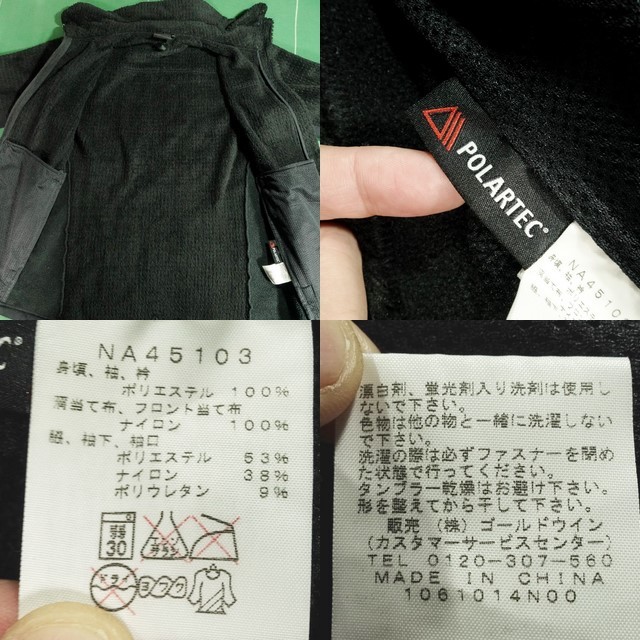 POLARTEC®
NA4510
NA45103
身頃、袖、衿
ポリエステル 100%
肩当て布、フロント当て布
ナイロン 100%
脇、袖下、袖口
ポリエステル 53%
ナイロン 38%
ポリウレタン 9%
30
ドライ
ヨワク
漂白剤、蛍光剤入り洗剤は使用し
ないで下さい。
色物は他の物と一緒に洗濯しない
で下さい。
洗濯の際は必ずファスナーを閉め
た状態で行ってください。
タンブラー乾燥はお避け下さい。
形を整えてから干して下さい。
販売 (株) ゴールドウイン
(カスタマーサービスセンター)
TEL 0120-307-560
MADE IN CHINA
1061014N00